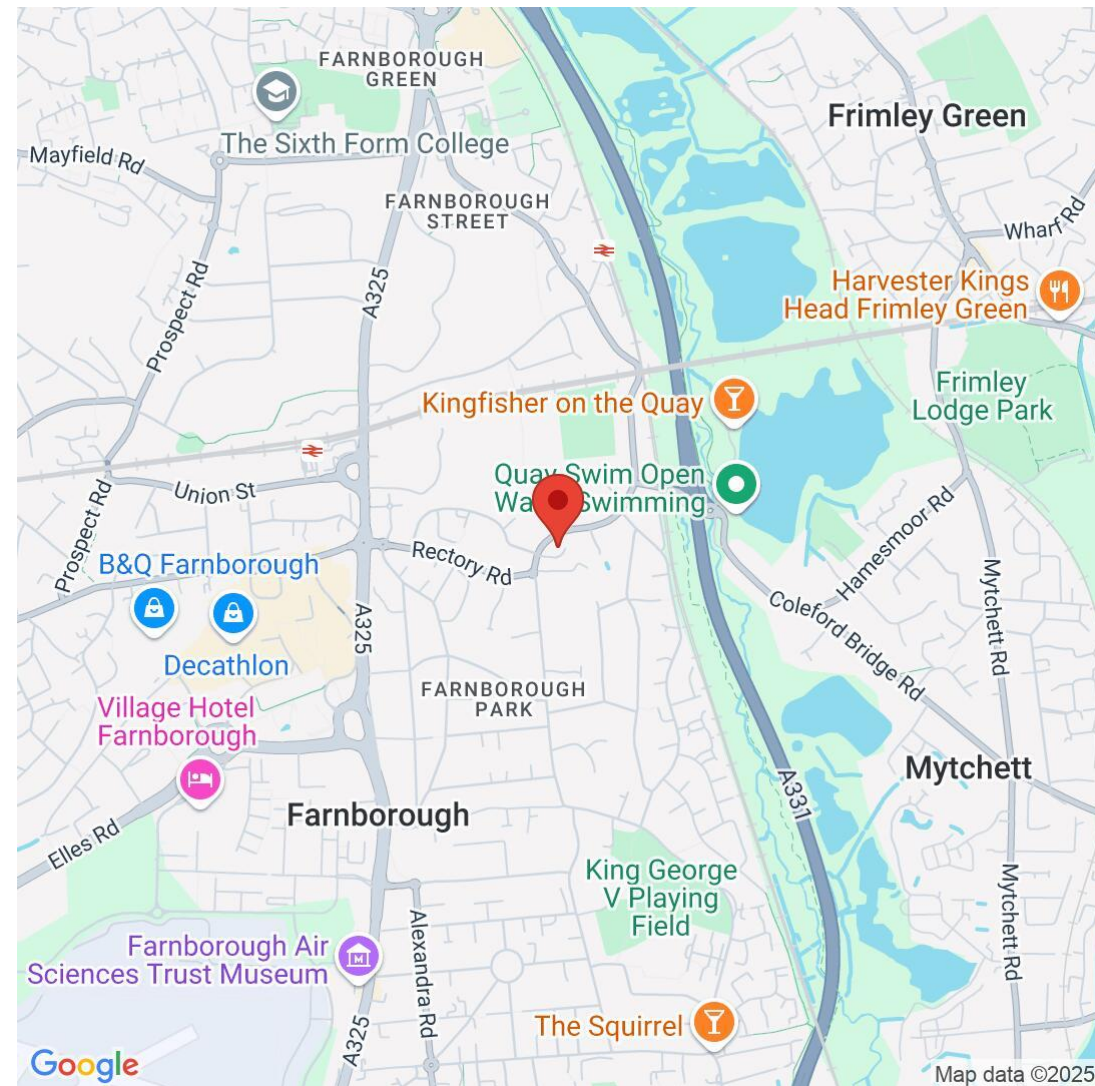 FARNBOROUGH
GREEN
The Sixth Form College
Frimley Green
Mayfield Rd
FARNBOROUGH
STREET
Wharf Rd
Prospect Rd
A325
Harvester Kings
Head Frimley Green
Kingfisher on the Quay
Frimley
Lodge Park
Quay Swim Open
Wa Swimming
Union St
Prospect Rd
Rectory Rd
Hamesmoor Rd
B&Q Farnborough
Decathlon
A325
Coleford Bridge Rd
Mytchett Rd
FARNBOROUGH
PARK
Village Hotel
Farnborough
A331
Mytchett
Farnborough
Elles Rd
King George
V Playing
Field
Mytchett Rd
Alexandra Rd
Farnborough Air
Sciences Trust Museum
A325
The Squirrel
Google
Map data ©2025